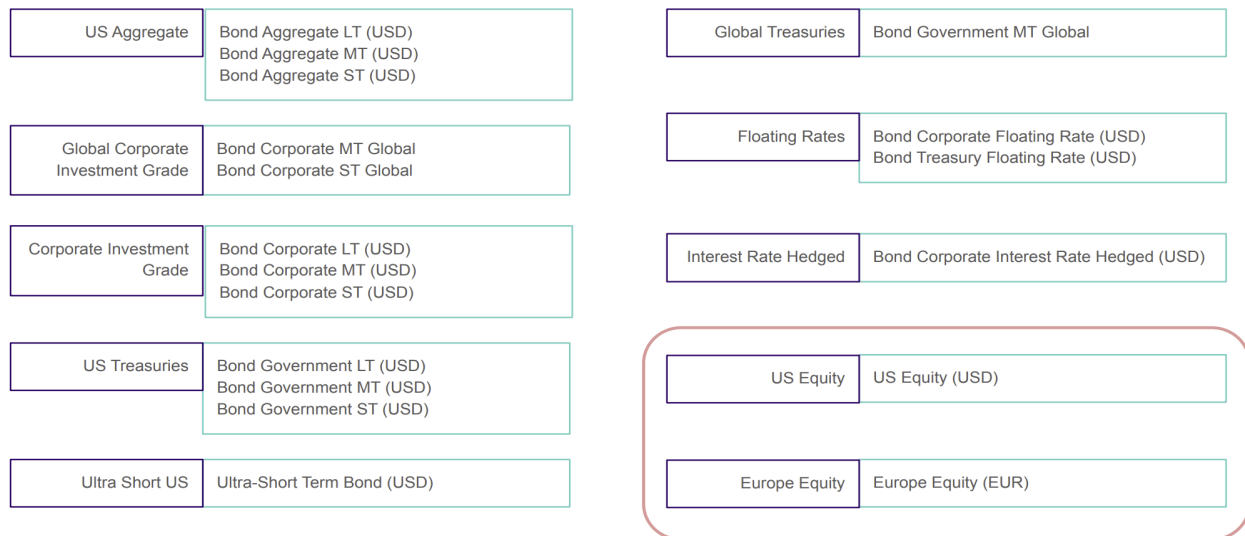 US Aggregate
Bond Aggregate LT (USD)
Bond Aggregate MT (USD)
Bond Aggregate ST (USD)
Global Corporate
Investment Grade
Bond Corporate MT Global
Bond Corporate ST Global
Corporate Investment
Grade
Bond Corporate LT (USD)
Bond Corporate MT (USD)
Bond Corporate ST (USD)
US Treasuries
Bond Government LT (USD)
Bond Government MT (USD)
Bond Government ST (USD)
Ultra Short US
Ultra-Short Term Bond (USD)
Global Treasuries
Bond Government MT Global
Floating Rates
Bond Corporate Floating Rate (USD)
Bond Treasury Floating Rate (USD)
Interest Rate Hedged
Bond Corporate Interest Rate Hedged (USD)
US Equity
US Equity (USD)
Europe Equity
Europe Equity (EUR)